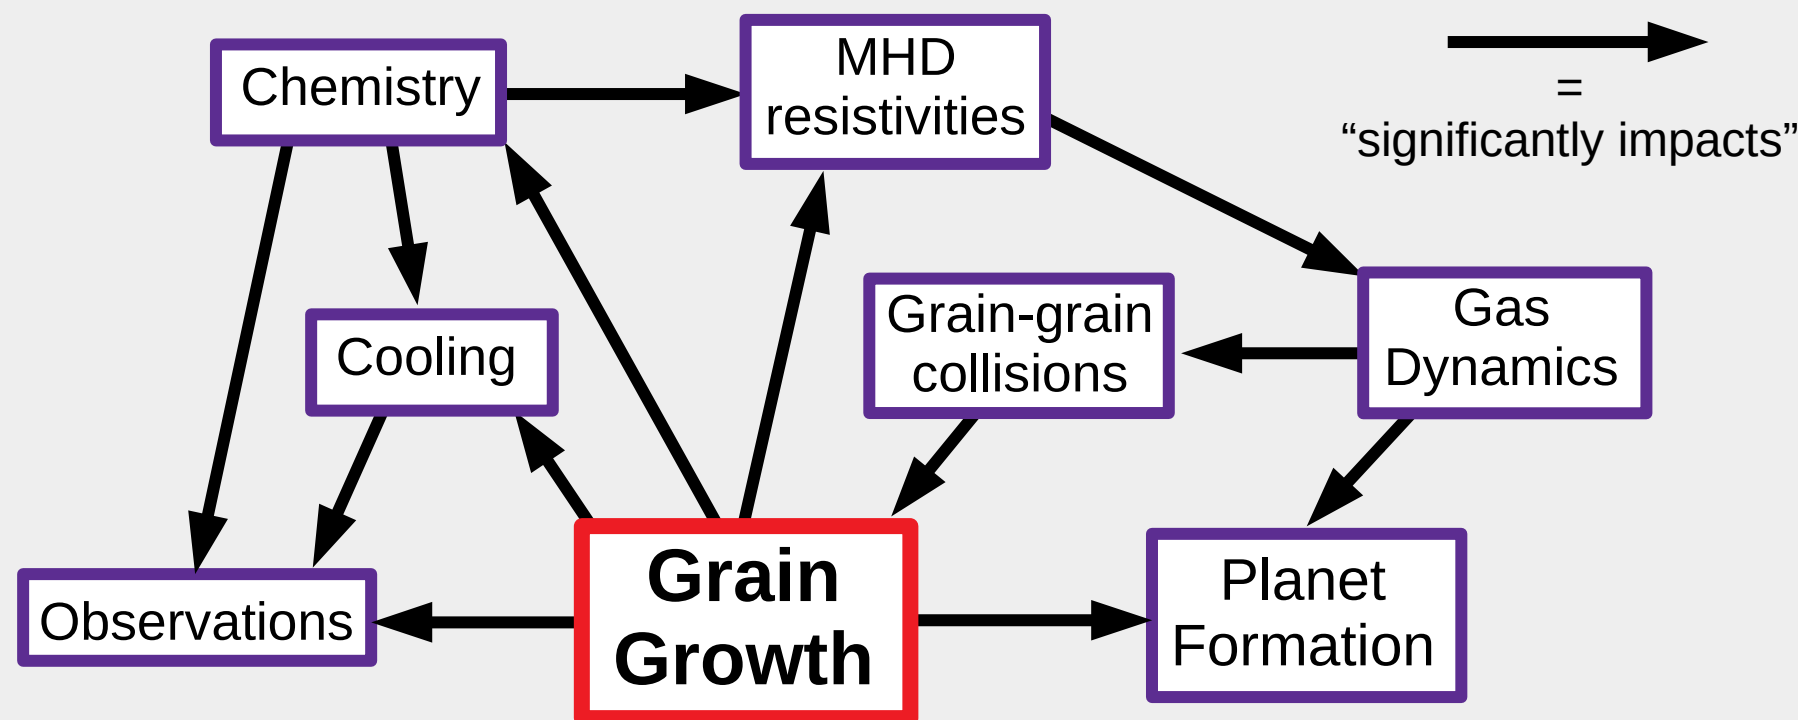 Chemistry
MHD
resistivities
=
“significantly impacts”
Cooling
Grain-grain
collisions
Gas
Dynamics
Observations
Grain
Growth
Planet
Formation